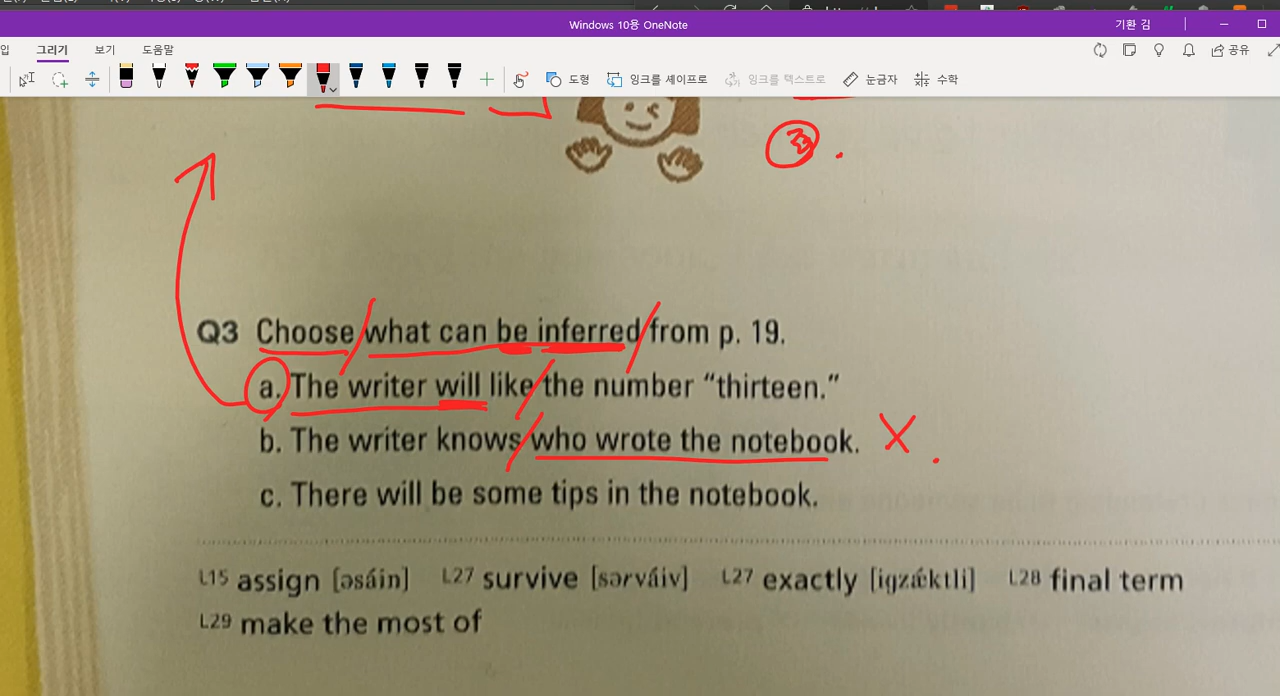 Windows 10용 OneNote
기환 김
입 그리기 보기 도움말
공유
도형 잉크를 셰이프로 잉크를 텍스트로 눈금자 수학
③.
Q3 Choose what can be inferred from p. 19.
a. The writer will like the number “thirteen.”
b. The writer knows who wrote the notebook. X.
c. There will be some tips in the notebook.
L15 assign [əsáin] L27 survive [sərváiv] L27 exactly [igzǽktli] L28 final term
L29 make the most of